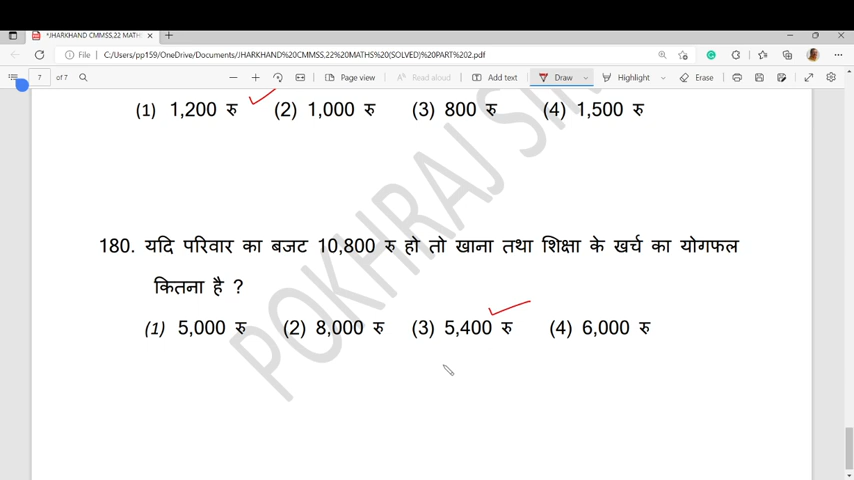 *JHARKHAND CMMSS,22 MATHS
File C:/Users/pp159/OneDrive/Documents/JHARKHAND%20CMMSS,22%20MATHS%20(SOLVED)%20PART%202.pdf
7 of 7 Page view Read aloud Add text Draw Highlight Erase
(1) 1,200 रु (2) 1,000 रु (3) 800 रु (4) 1,500 रु
180. यदि परिवार का बजट 10,800 रु हो तो खाना तथा शिक्षा के खर्च का योगफल
कितना है ?
(1) 5,000 रु (2) 8,000 रु (3) 5,400 रु (4) 6,000 रु
POKHRAJ SIR